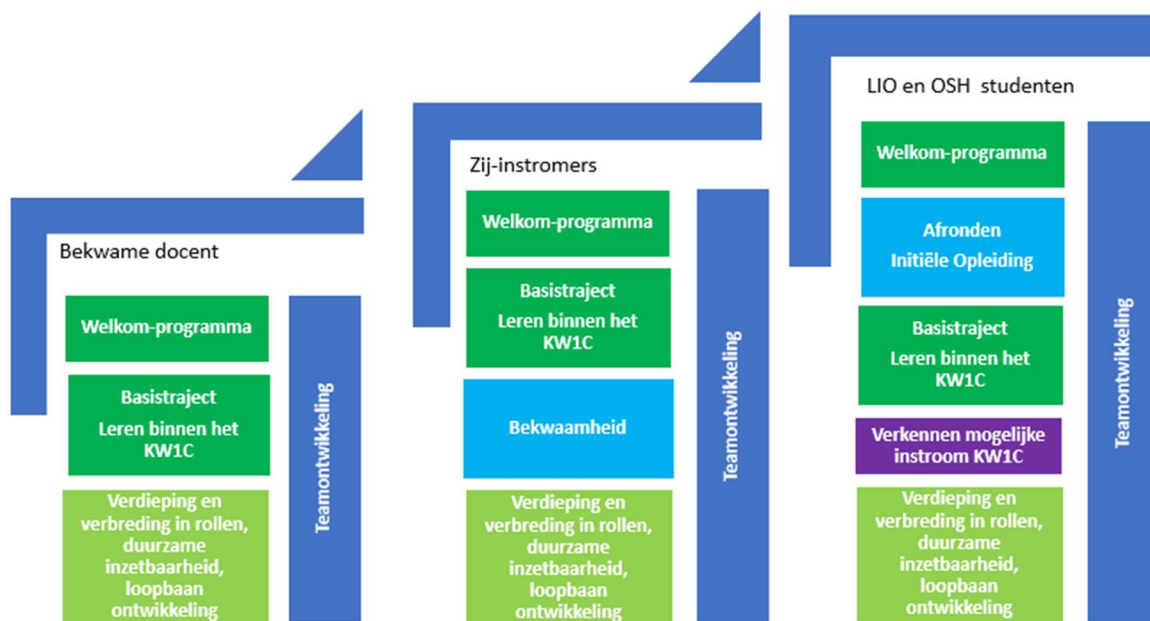 Bekwame docent
Welkom-programma
Basistraject
Leren binnen het
KW1C
Verdieping en
verbreding in rollen,
duurzame
inzetbaarheid,
loopbaan
ontwikkeling
Teamontwikkeling
Zij-instromers
Welkom-programma
Basistraject
Leren binnen het
KW1C
Bekwaamheid
Verdieping en
verbreding in rollen,
duurzame
inzetbaarheid,
loopbaan
ontwikkeling
Teamontwikkeling
LIO en OSH studenten
Welkom-programma
Afronden
Initiële Opleiding
Basistraject
Leren binnen het
KW1C
Verkennen mogelijke
instroom KW1C
Verdieping en
verbreding in rollen,
duurzame
inzetbaarheid,
loopbaan
ontwikkeling
Teamontwikkeling